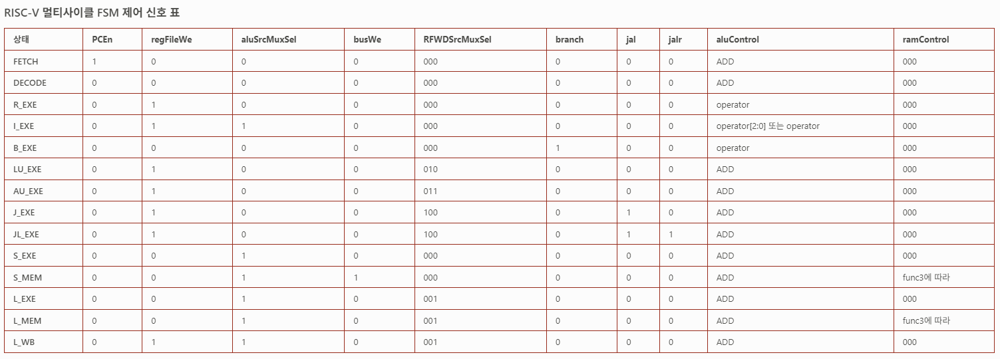 RISC-V 멀티사이클 FSM 제어 신호 표
상태 PCEn regFileWe aluSrcMuxSel busWe RFWDSrcMuxSel branch jal jalr aluControl ramControl
FETCH 1 0 0 0 000 0 0 0 ADD 000
DECODE 0 0 0 0 000 0 0 0 ADD 000
R_EXE 0 1 0 0 000 0 0 0 operator 000
I_EXE 0 1 1 0 000 0 0 0 operator[2:0] 또는 operator 000
B_EXE 0 0 0 0 000 1 0 0 operator 000
LU_EXE 0 1 0 0 010 0 0 0 ADD 000
AU_EXE 0 1 0 0 011 0 0 0 ADD 000
J_EXE 0 1 0 0 100 0 1 0 ADD 000
JL_EXE 0 1 0 0 100 0 1 1 ADD 000
S_EXE 0 0 1 0 000 0 0 0 ADD 000
S_MEM 0 0 1 1 000 0 0 0 ADD func3에 따라
L_EXE 0 0 1 0 001 0 0 0 ADD 000
L_MEM 0 0 1 0 001 0 0 0 ADD func3에 따라
L_WB 0 1 1 0 001 0 0 0 ADD 000